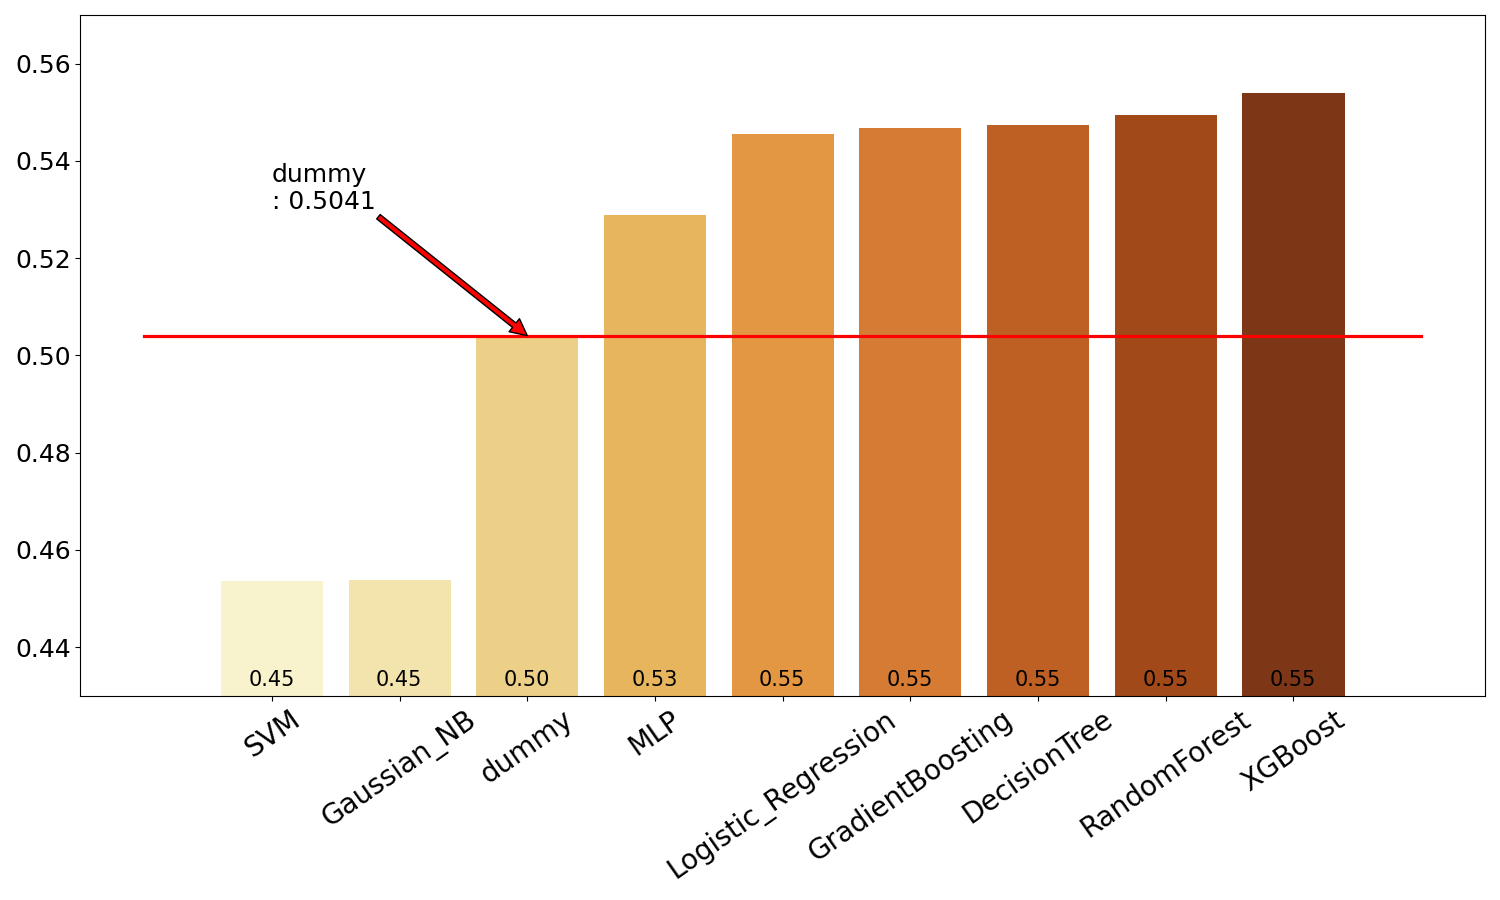 0.56
0.54
0.52
0.50
0.48
0.46
0.44
dummy
: 0.5041
0.45
0.45
0.50
0.53
0.55
0.55
0.55
0.55
0.55
SVM
Gaussian_NB
dummy
MLP
Logistic_Regression
GradientBoosting
DecisionTree
RandomForest
XGBoost